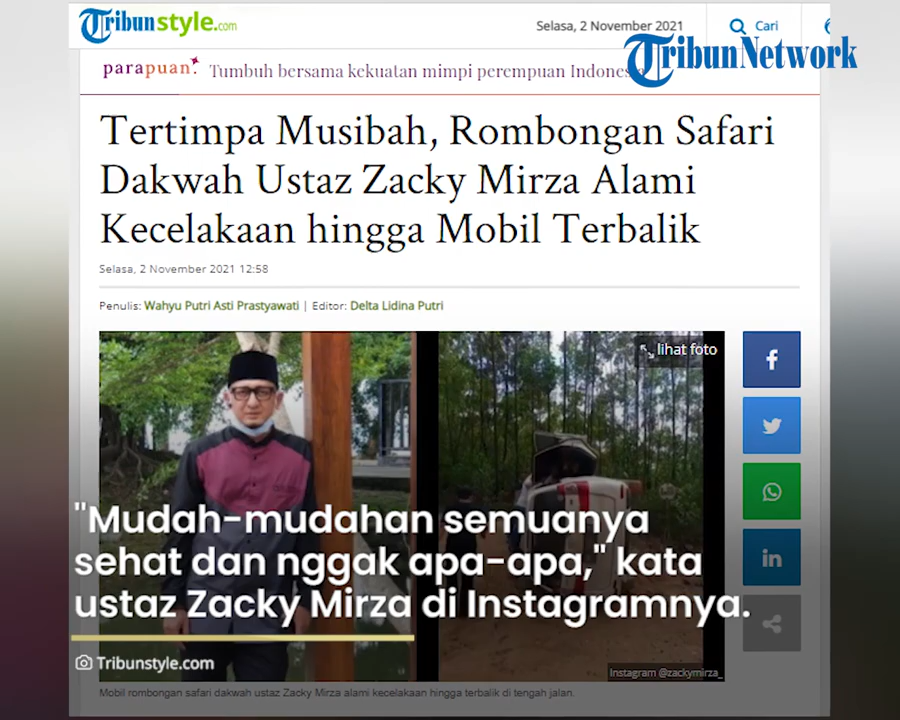 Tribunstyle.com
Selasa, 2 November 2021
Cari
TribunNetwork
parapuan
Tumbuh bersama kekuatan mimpi perempuan
Tertimpa Musibah, Rombongan Safari
Dakwah Ustaz Zacky Mirza Alami
Kecelakaan hingga Mobil Terbalik
Selasa, 2 November 2021 12:58
Penulis: Wahyu Putri Asti Prastyawati | Editor: Delta Lidina Putri
lihat foto
"Mudah-mudahan semuanya
sehat dan nggak apa-apa," kata
ustaz Zacky Mirza di Instagramnya.
Tribunstyle.com
Instagram @zackymirza_
Mobil rombongan safari dakwah ustaz Zacky Mirza alami kecelakaan hingga terbalik di tengah jalan.